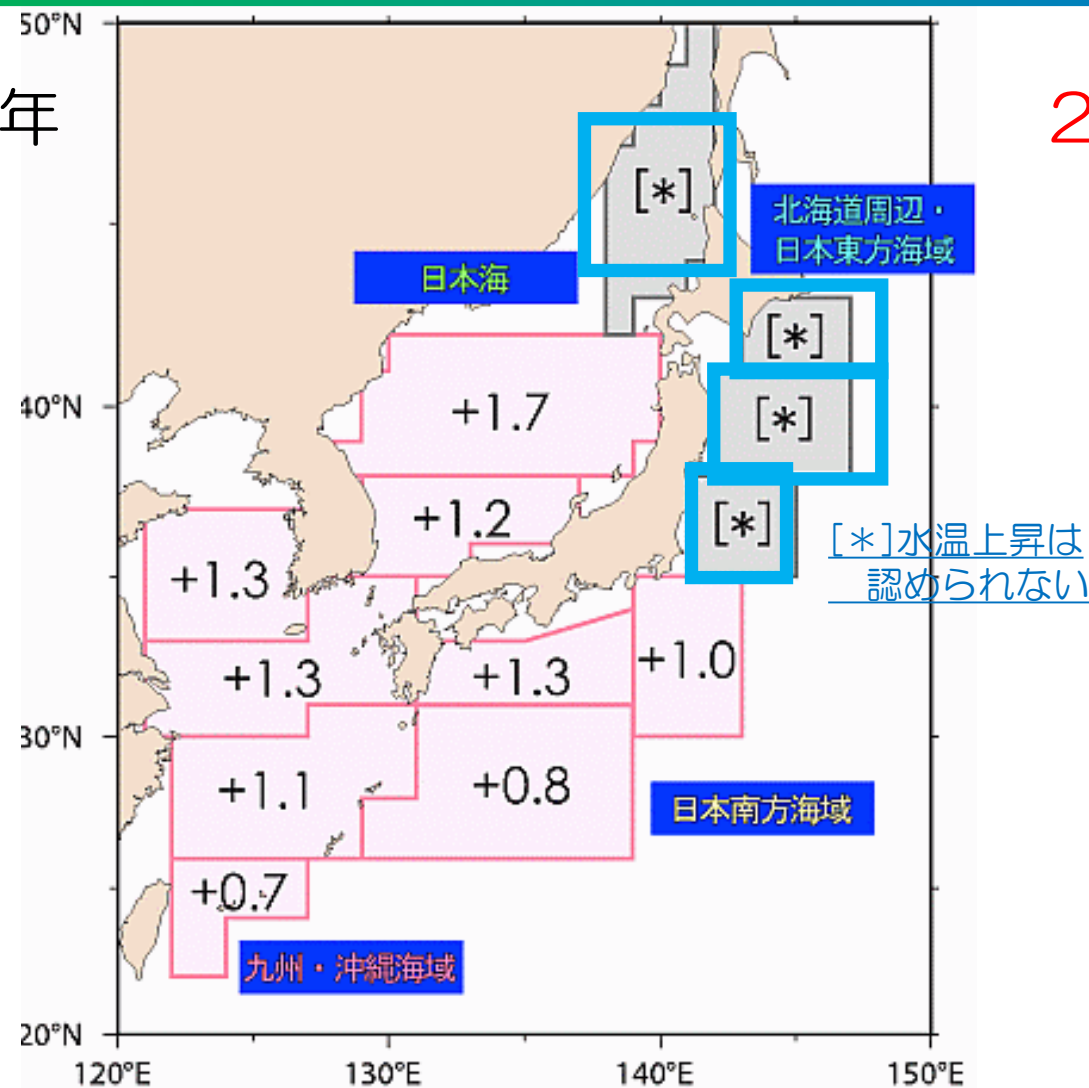 50°N
年
2
[*]
北海道周辺・
日本東方海域
日本海
[*]
40°N
+1.7
[*]
+1.2
[*]
[*]水温上昇は
認められない
+1.3
+1.3
+1.3
+1.0
30°N
+1.1
+0.8
日本南方海域
+0.7
九州・沖縄海域
20°N
120°E
130°E
140°E
150°E